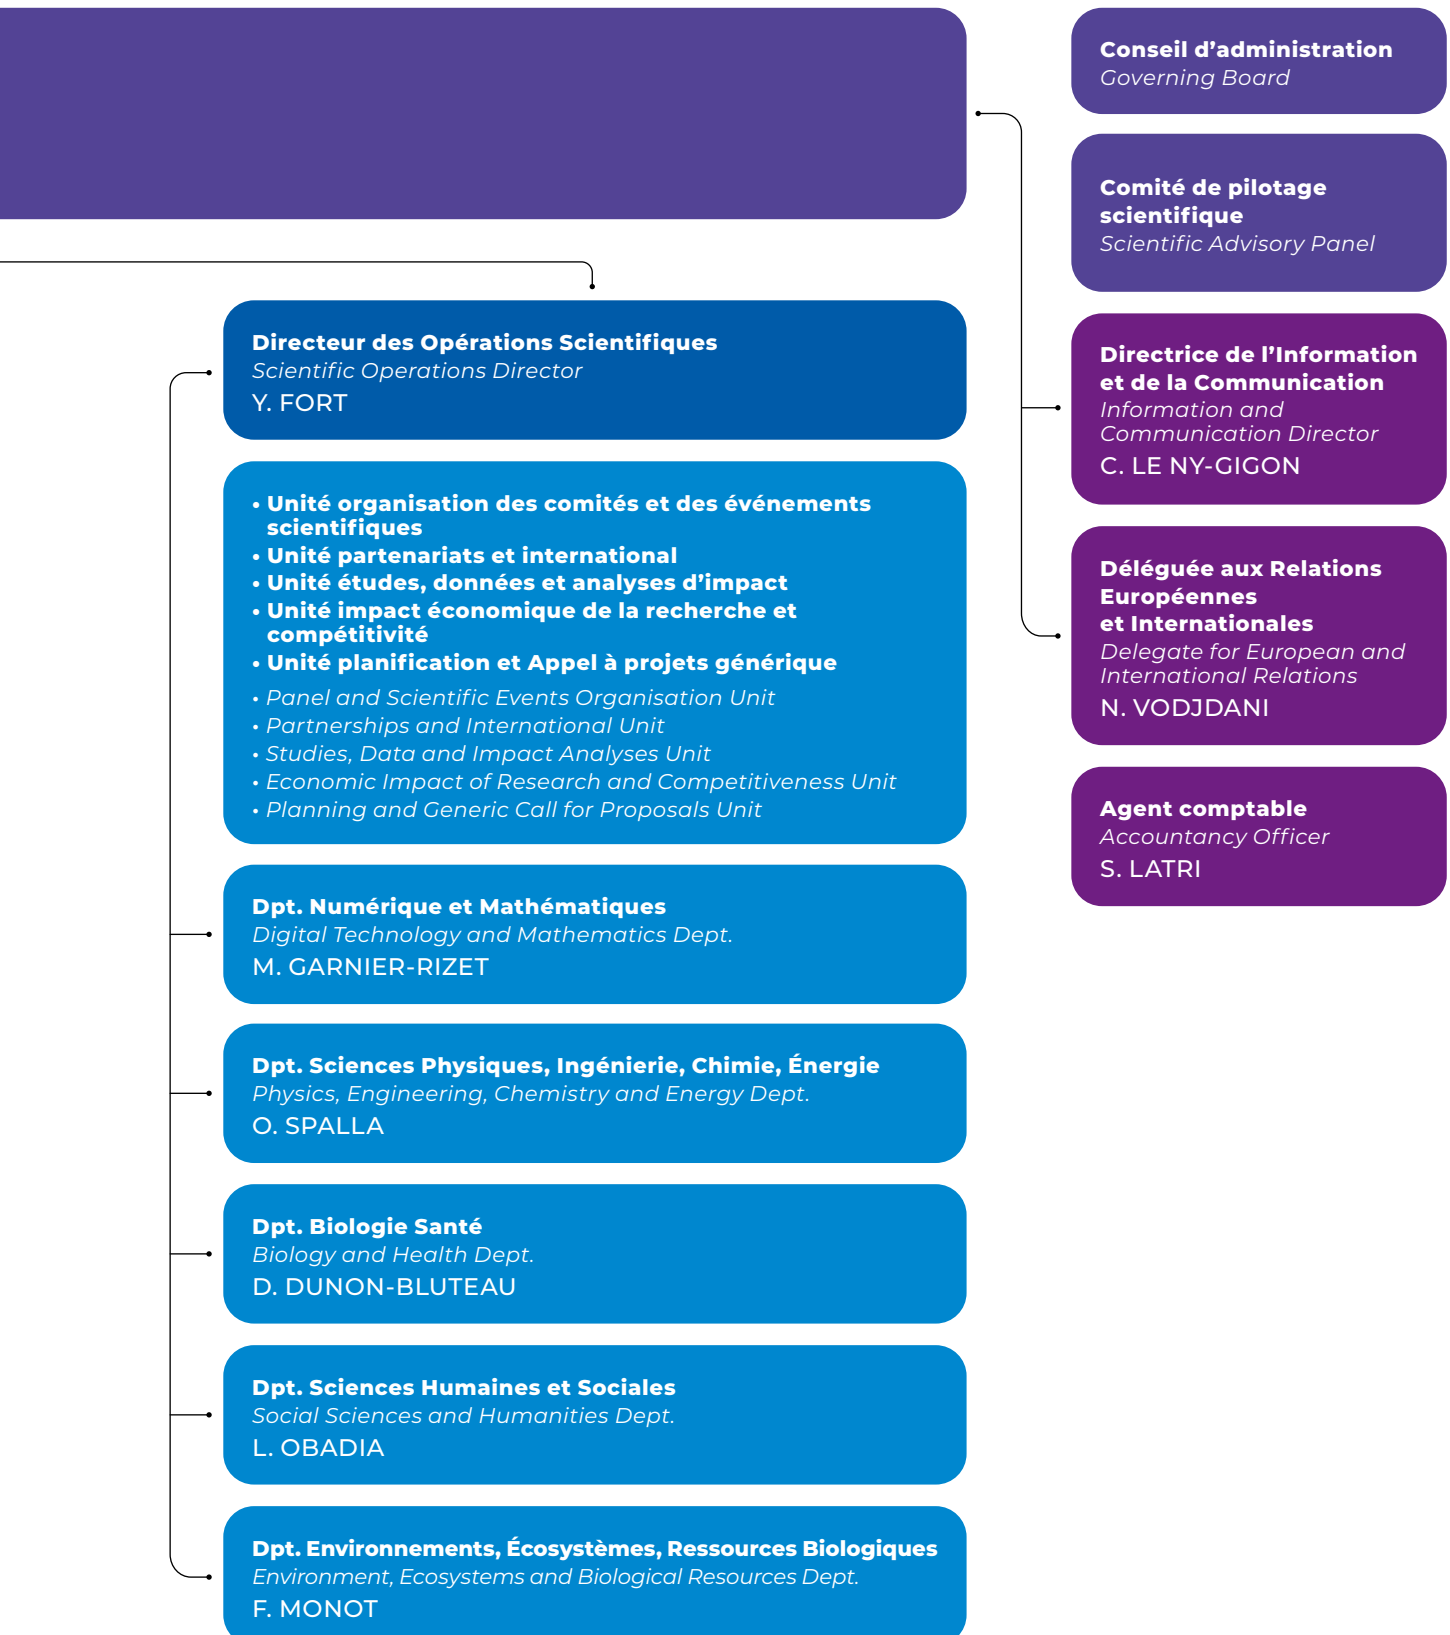 Conseil d’administration
Governing Board
Comité de pilotage
scientifique
Scientific Advisory Panel
Directeur des Opérations Scientifiques
Scientific Operations Director
Y. FORT
• Unité organisation des comités et des événements
scientifiques
• Unité partenariats et international
• Unité études, données et analyses d’impact
• Unité impact économique de la recherche et
compétitivité
• Unité planification et Appel à projets générique
• Panel and Scientific Events Organisation Unit
• Partnerships and International Unit
• Studies, Data and Impact Analyses Unit
• Economic Impact of Research and Competitiveness Unit
• Planning and Generic Call for Proposals Unit
Dpt. Numérique et Mathématiques
Digital Technology and Mathematics Dept.
M. GARNIER-RIZET
Dpt. Sciences Physiques, Ingénierie, Chimie, Énergie
Physics, Engineering, Chemistry and Energy Dept.
O. SPALLA
Dpt. Biologie Santé
Biology and Health Dept.
D. DUNON-BLUTEAU
Dpt. Sciences Humaines et Sociales
Social Sciences and Humanities Dept.
L. OBADIA
Dpt. Environnements, Écosystèmes, Ressources Biologiques
Environment, Ecosystems and Biological Resources Dept.
F. MONOT
Directrice de l’Information
et de la Communication
Information and
Communication Director
C. LE NY-GIGON
Déléguée aux Relations
Européennes
et Internationales
Delegate for European and
International Relations
N. VODJDANI
Agent comptable
Accountancy Officer
S. LATRI